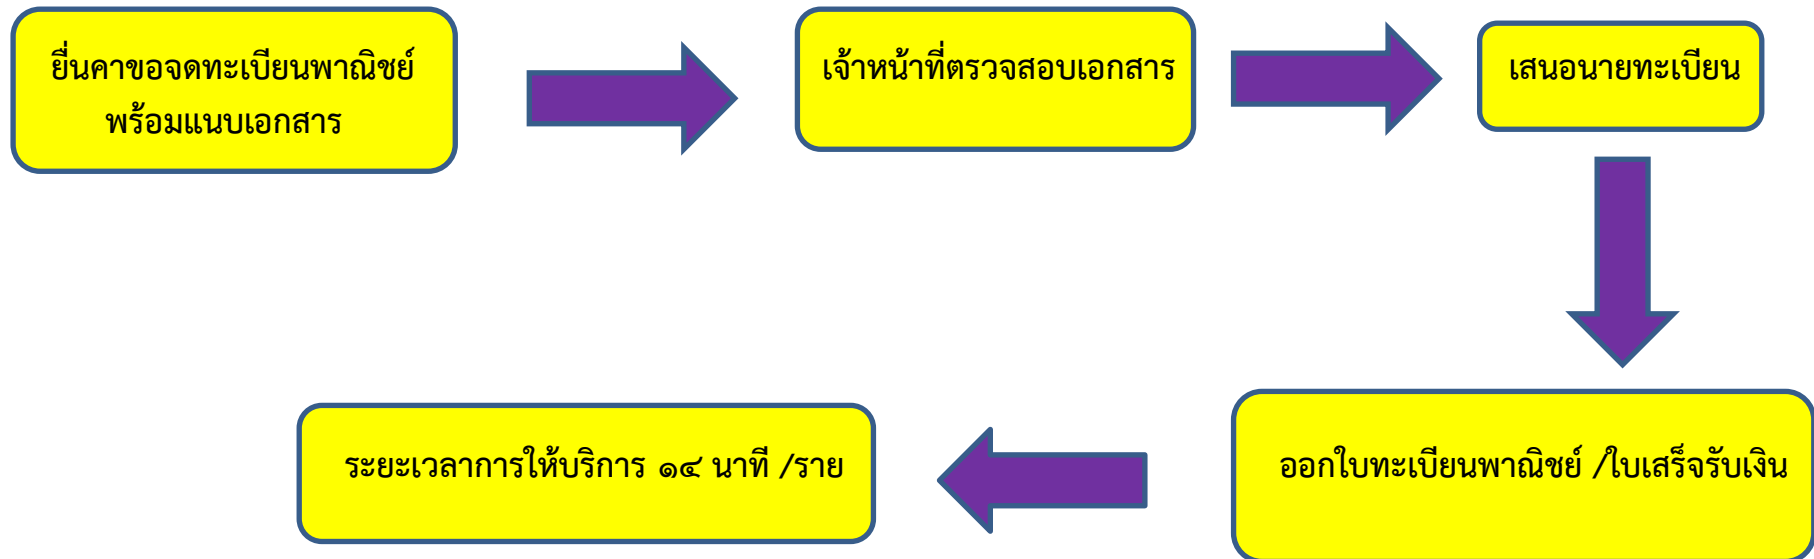 ยื่นคาขอจดทะเบียนพาณิชย์
พร้อมแนบเอกสาร
เจ้าหน้าที่ตรวจสอบเอกสาร
เสนอนายทะเบียน
ออกใบทะเบียนพาณิชย์ /ใบเสร็จรับเงิน
ระยะเวลาการให้บริการ ๑๔ นาที /ราย